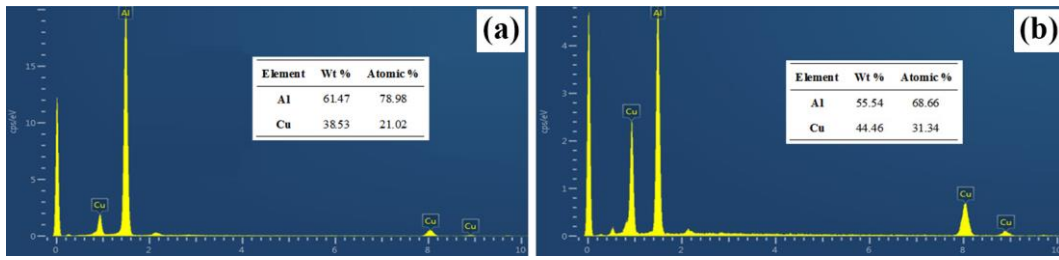 (a)
Al
15
10
5
0
cps/eV
Element Wt % Atomic %
Al 61.47 78.98
Cu 38.53 21.02
Cu
Cu
Cu
0 2 4 6 8 10
(b)
Al
4
3
2
1
0
cps/eV
Element Wt % Atomic %
Al 55.54 68.66
Cu 44.46 31.34
Cu
Cu
Cu
0 2 4 6 8 10